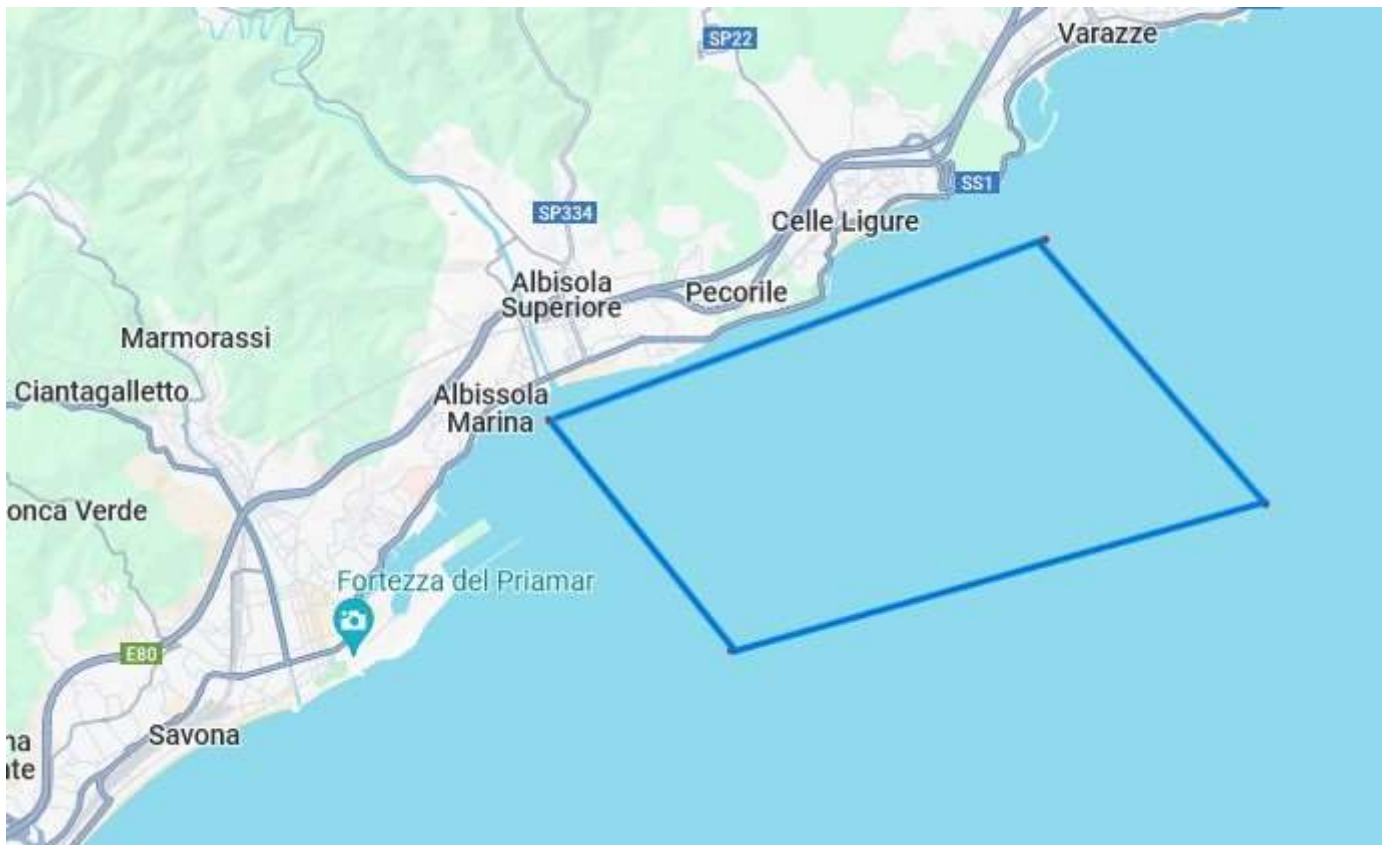 Varazze
SP22
SS1
SP334
Celle Ligure
Albisola
Superiore
Pecorile
Marmorassi
Ciantagalletto
Albissola
Marina
onca Verde
Fortezza del Priamar
E80
Savona
na
te